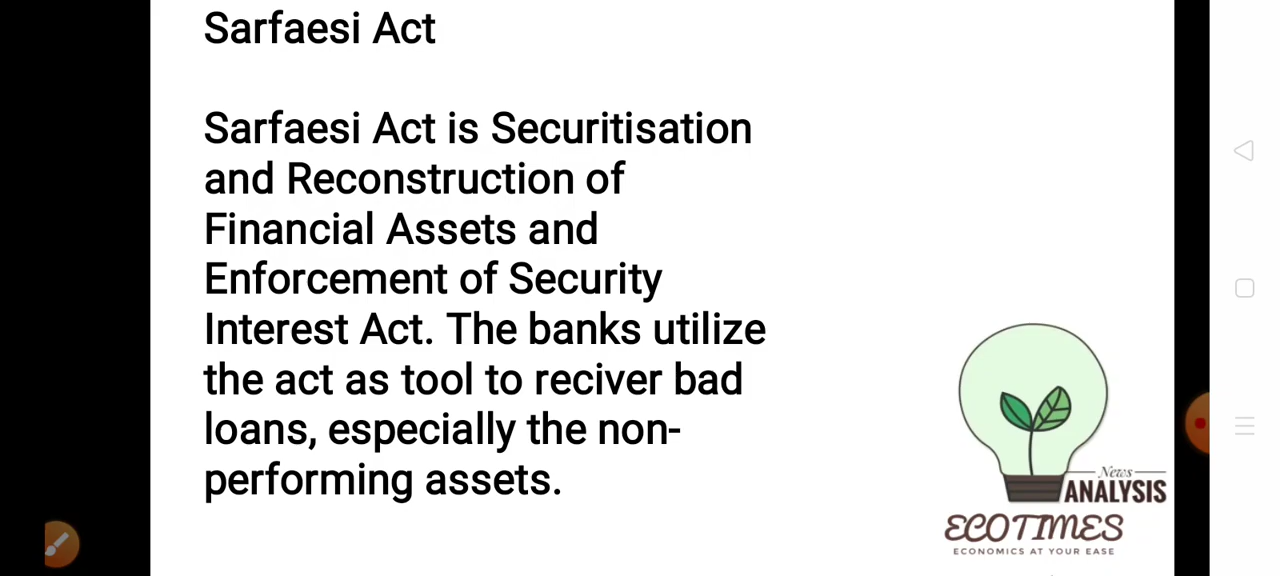 Sarfaesi Act
Sarfaesi Act is Securitisation
and Reconstruction of
Financial Assets and
Enforcement of Security
Interest Act. The banks utilize
the act as tool to reciver bad
loans, especially the non-
performing assets.
News
ANALYSIS
ECOTIMES
ECONOMICS AT YOUR EASE